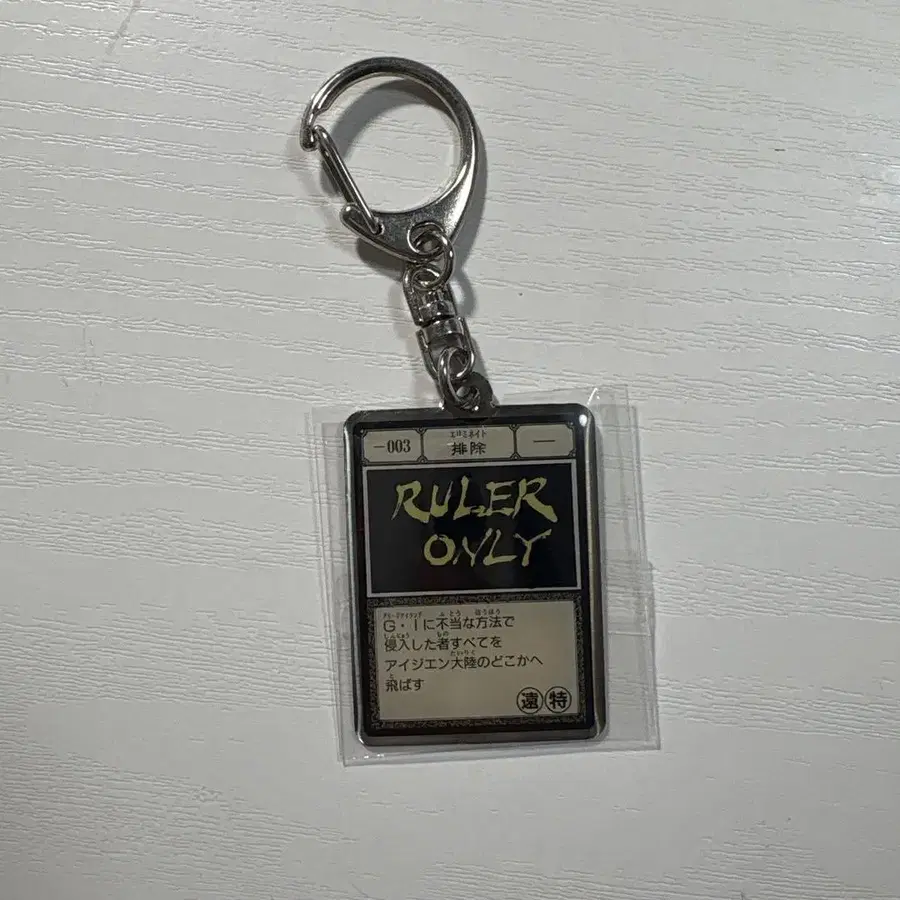 -003
エリミネイト
排除
—
RULER
ONLY
G・Iに不当な方法で
侵入した者すべてを
アイジエン大陸のどこかへ
飛ばす
遠 特